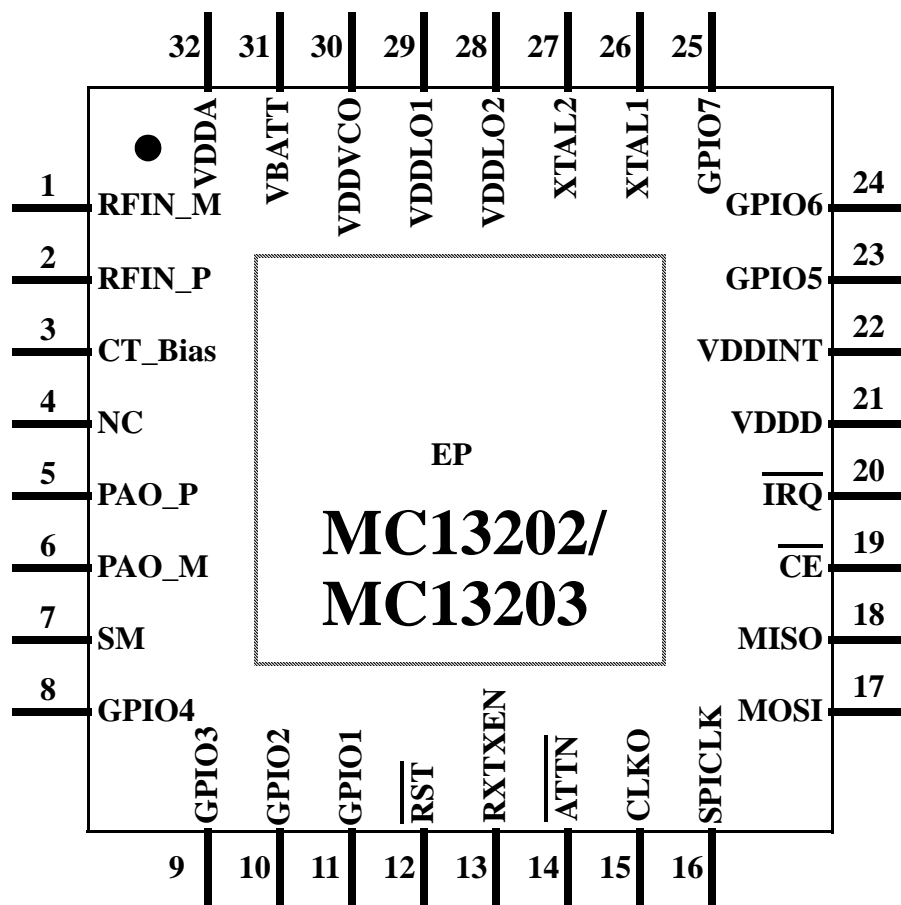 32 31 30 29 28 27 26 25
VDDA
VBATT
VDDVCO
VDDLO1
VDDLO2
XTAL2
XTAL1
GPIO7
1 RFIN_M
2 RFIN_P
3 CT_Bias
4 NC
5 PAO_P
6 PAO_M
7 SM
8 GPIO4
EP
MC13202/
MC13203
GPIO6 24
GPIO5 23
VDDINT 22
VDDD 21
IRQ 20
CE 19
MISO 18
MOSI 17
GPIO3
GPIO2
GPIO1
RST
RXTXEN
ATTN
CLKO
SPICLK
9 10 11 12 13 14 15 16